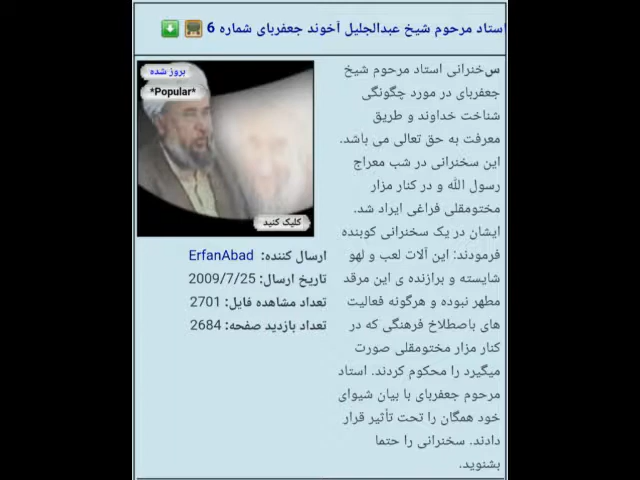 استاد مرحوم شیخ عبدالجلیل آخوند جعفربای شماره 6
بروز شده
*Popular*
کلیک کنید
ارسال کننده: ErfanAbad
تاریخ ارسال: 2009/7/25
تعداد مشاهده فایل: 2701
تعداد بازدید صفحه: 2684
سخنرانی استاد مرحوم شیخ
جعفربای در مورد چگونگی
شناخت خداوند و طریق
معرفت به حق تعالی می باشد.
این سخنرانی در شب معراج
رسول الله و در کنار مزار
مختومقلی فراغی ایراد شد.
ایشان در یک سخنرانی کوبنده
فرمودند: این آلات لعب و لهو
شایسته و برازنده ی این مرقد
مطهر نبوده و هرگونه فعالیت
های باصطلاح فرهنگی که در
کنار مزار مختومقلی صورت
میگیرد را محکوم کردند. استاد
مرحوم جعفربای با بیان شیوای
خود همگان را تحت تأثیر قرار
دادند. سخنرانی را حتما
بشنوید.